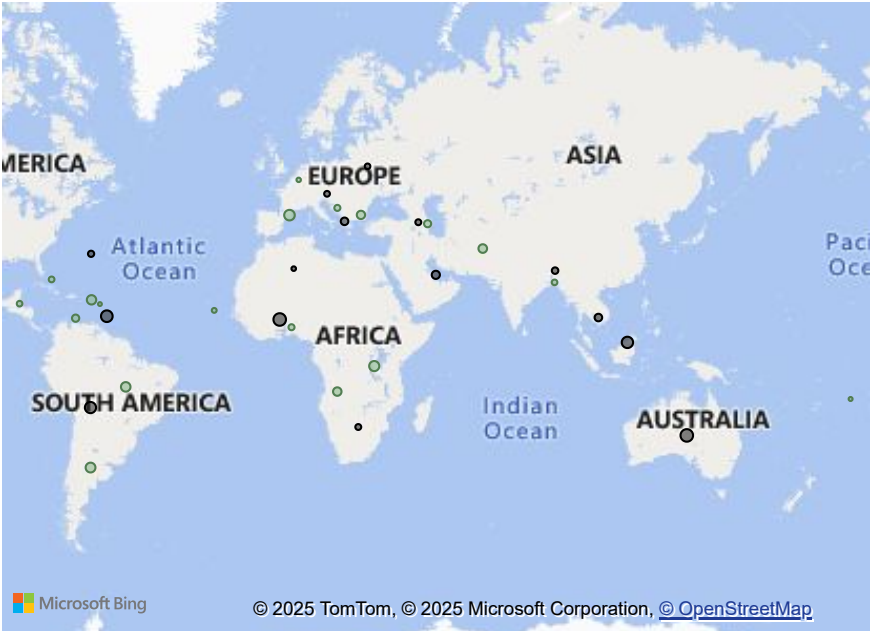 ASIA
MERICA
EUROPE
Atlantic
Ocean
Paci
Oce
AFRICA
SOUTH AMERICA
Indian
Ocean
AUSTRALIA
Microsoft Bing
© 2025 TomTom, © 2025 Microsoft Corporation, © OpenStreetMap